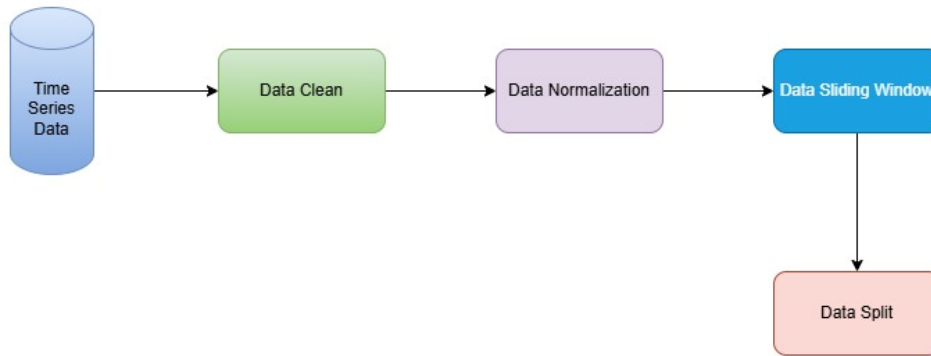 Time
Series
Data
Data Clean
Data Normalization
Data Sliding Window
Data Split